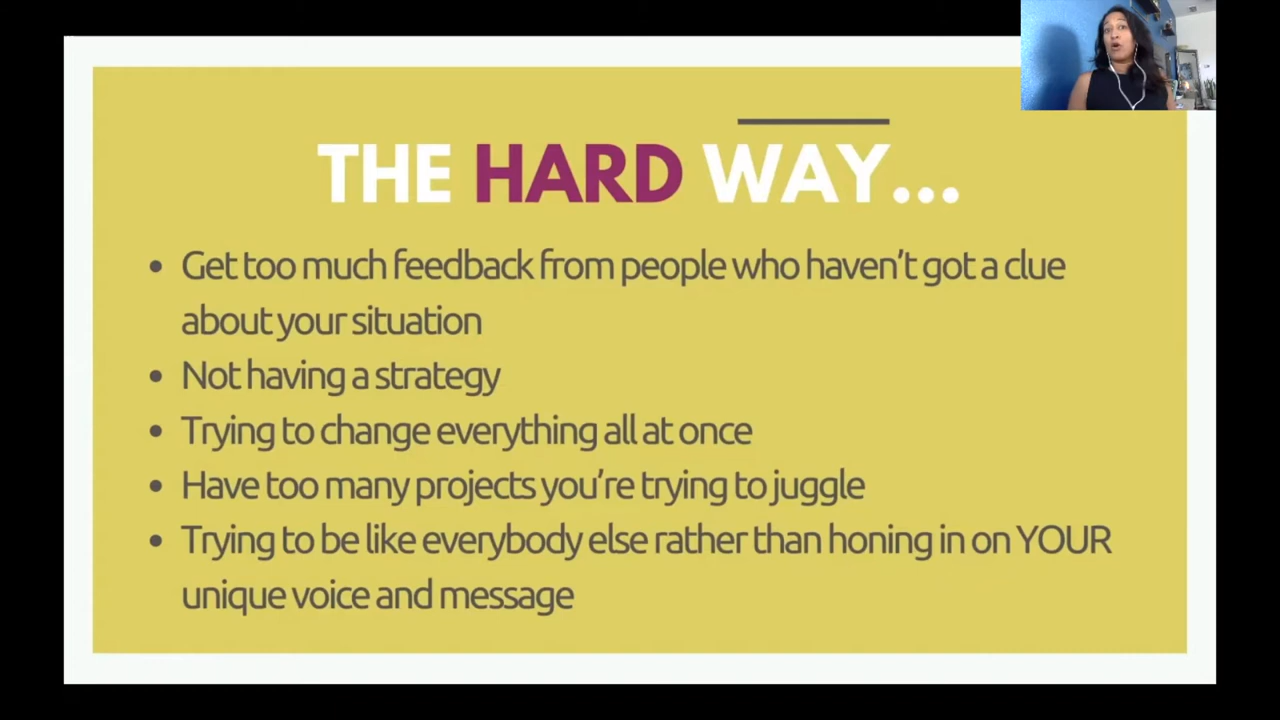 THE HARD WAY...
• Get too much feedback from people who haven't got a clue
about your situation
• Not having a strategy
• Trying to change everything all at once
• Have too many projects you're trying to juggle
• Trying to be like everybody else rather than honing in on YOUR
unique voice and message